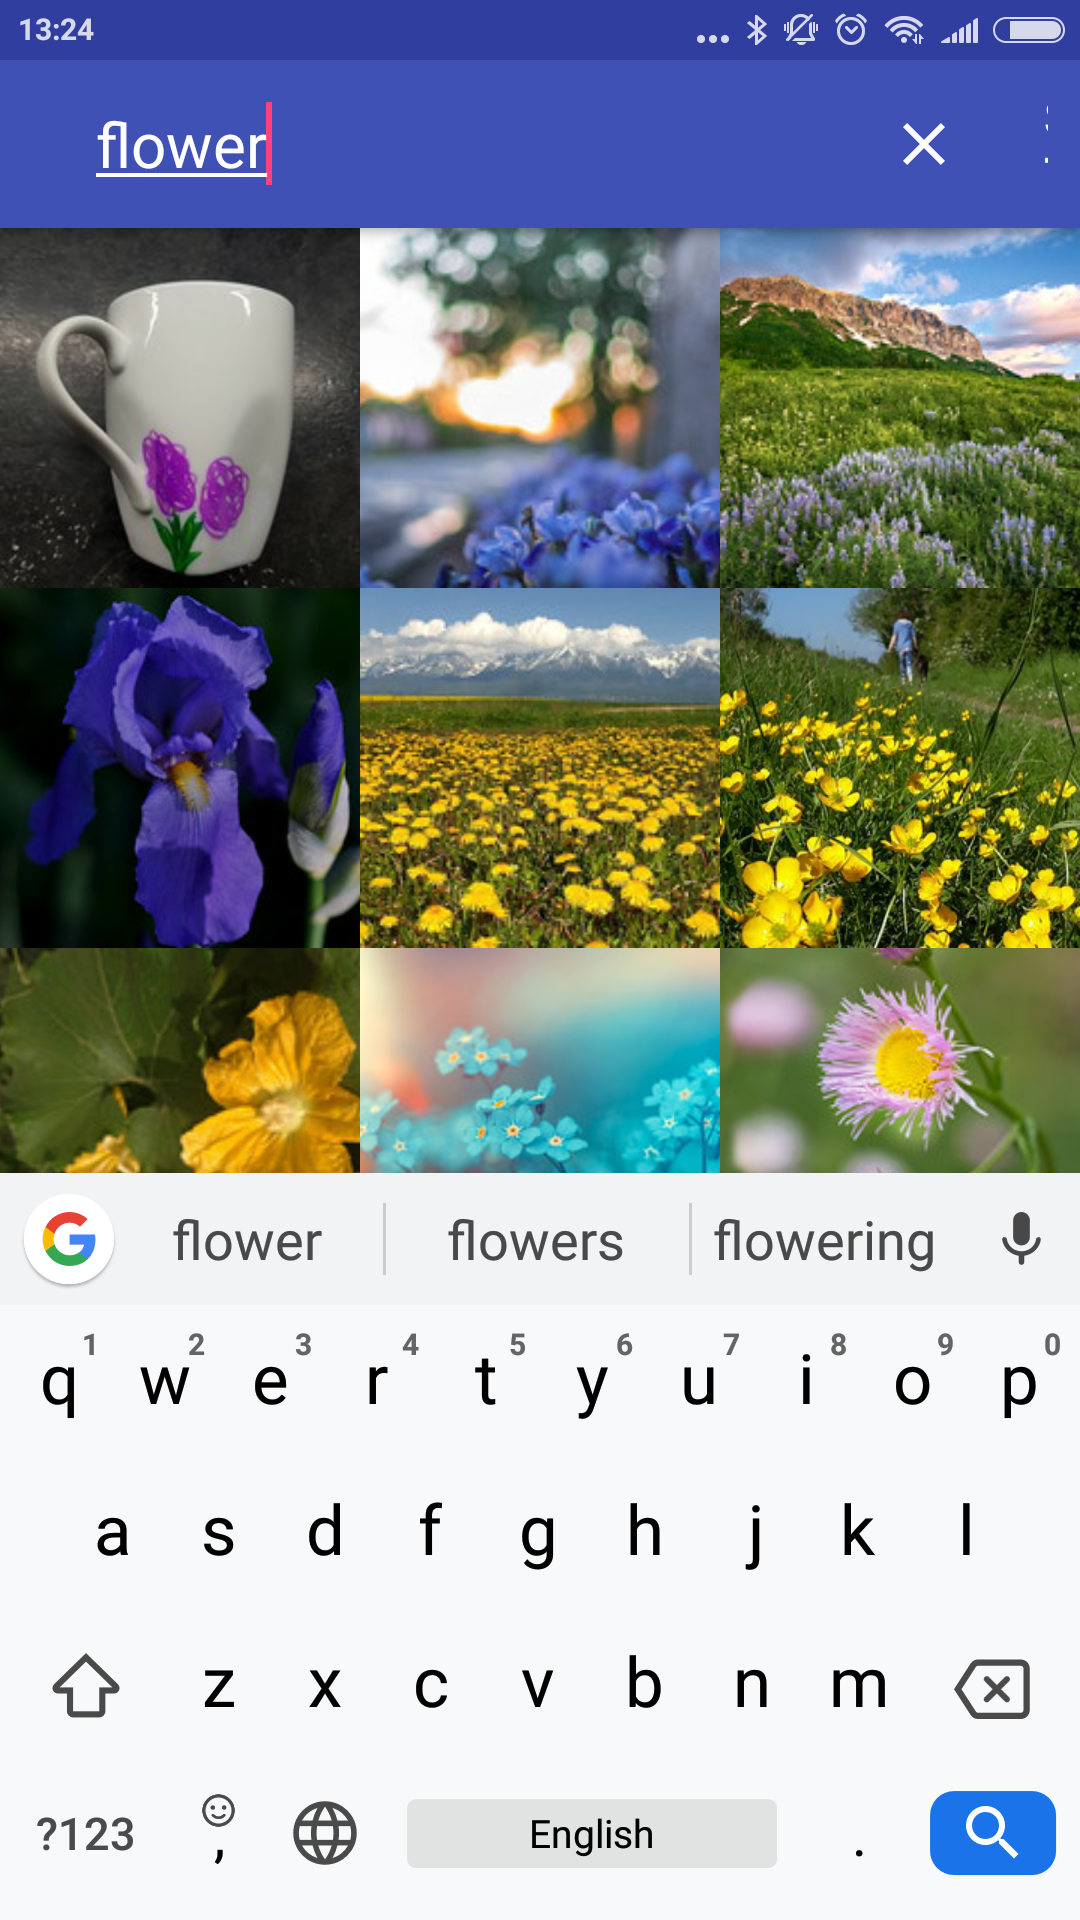 13:24
flower
flower flowers flowering
1 2 3 4 5 6 7 8 9 0
q w e r t y u i o p
a s d f g h j k l
z x c v b n m
?123 , English .